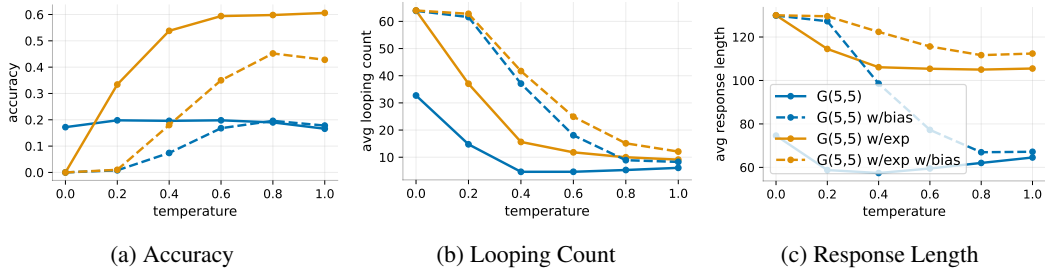 0.6
0.5
0.4
0.3
0.2
0.1
0.0
accuracy
0.0 0.2 0.4 0.6 0.8 1.0
temperature
(a) Accuracy
60
50
40
30
20
10
avg looping count
0.0 0.2 0.4 0.6 0.8 1.0
temperature
(b) Looping Count
120
100
80
60
avg response length
G(5,5)
G(5,5) w/bias
G(5,5) w/exp
G(5,5) w/exp w/bias
0.0 0.2 0.4 0.6 0.8 1.0
temperature
(c) Response Length